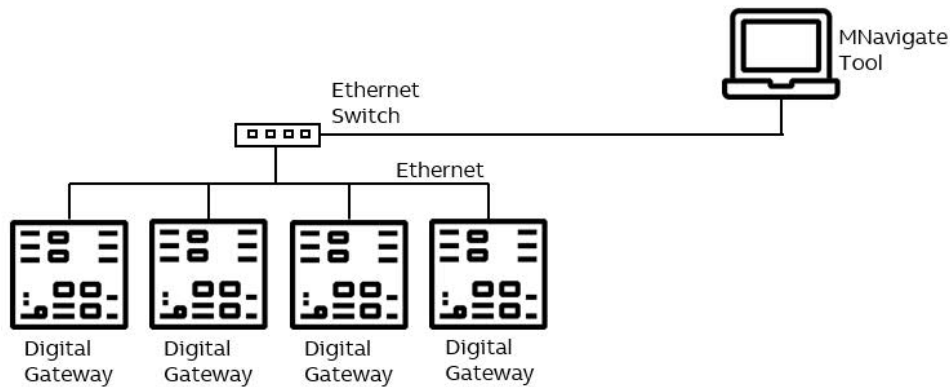 MNavigate
Tool
Ethernet
Switch
Ethernet
Digital
Gateway
Digital
Gateway
Digital
Gateway
Digital
Gateway